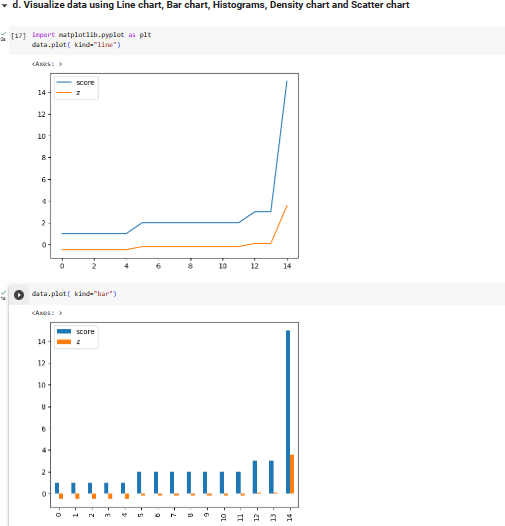 d. Visualize data using Line chart, Bar chart, Histograms, Density chart and Scatter chart
[17] import matplotlib.pyplot as plt
data.plot( kind="line")
<Axes: >
score
z
14
12
10
8
6
4
2
0
0 2 4 6 8 10 12 14
data.plot( kind="bar")
<Axes: >
score
z
14
12
10
8
6
4
2
0
0 1 2 3 4 5 6 7 8 9 10 11 12 13 14